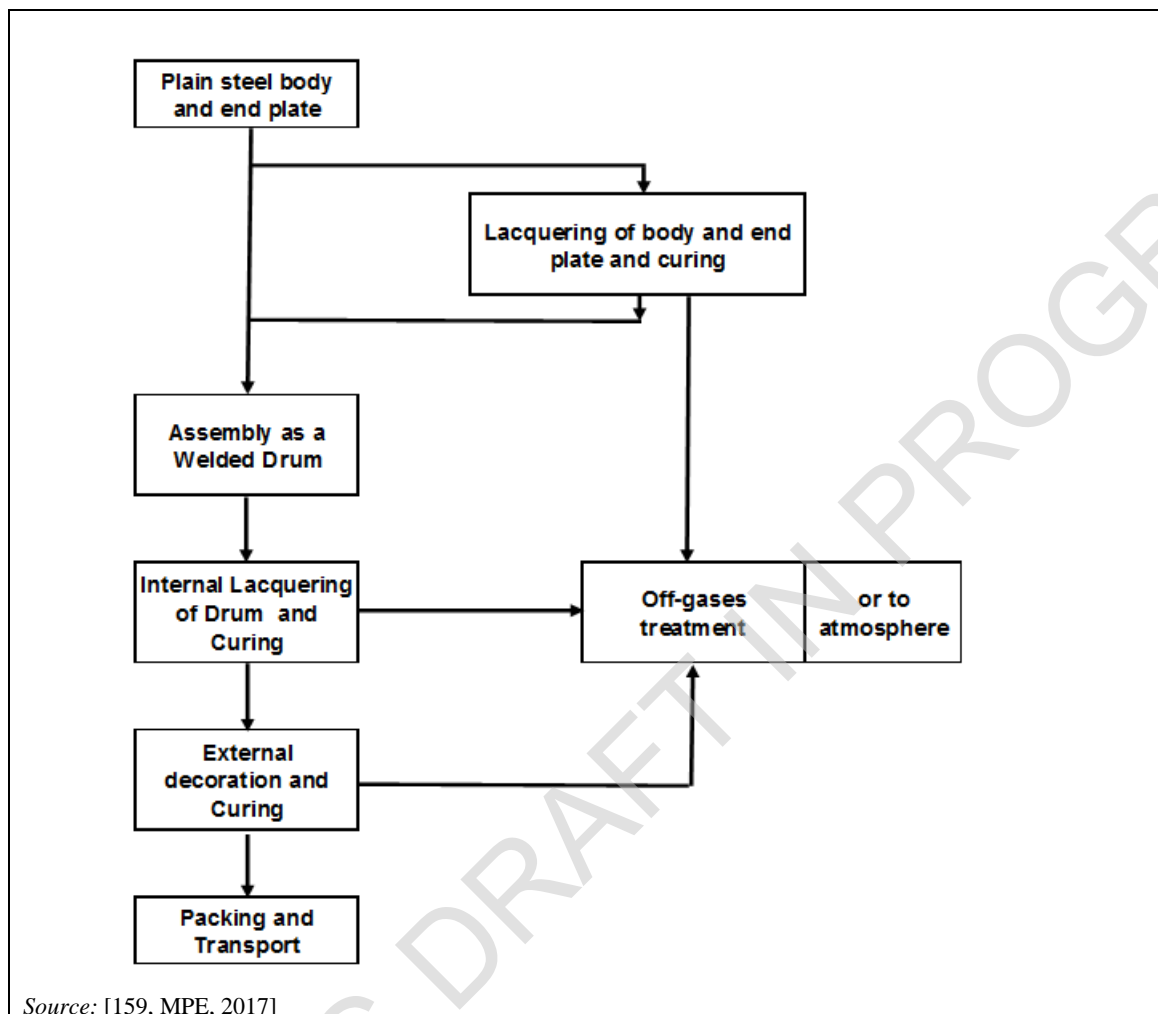 Plain steel body
and end plate
Lacquering of body and end
plate and curing
Assembly as a
Welded Drum
Internal Lacquering
of Drum and
Curing
Off-gases
treatment
or to
atmosphere
External
decoration and
Curing
Packing and
Transport
Source: [159, MPE, 2017]
DRAFT IN PROGR